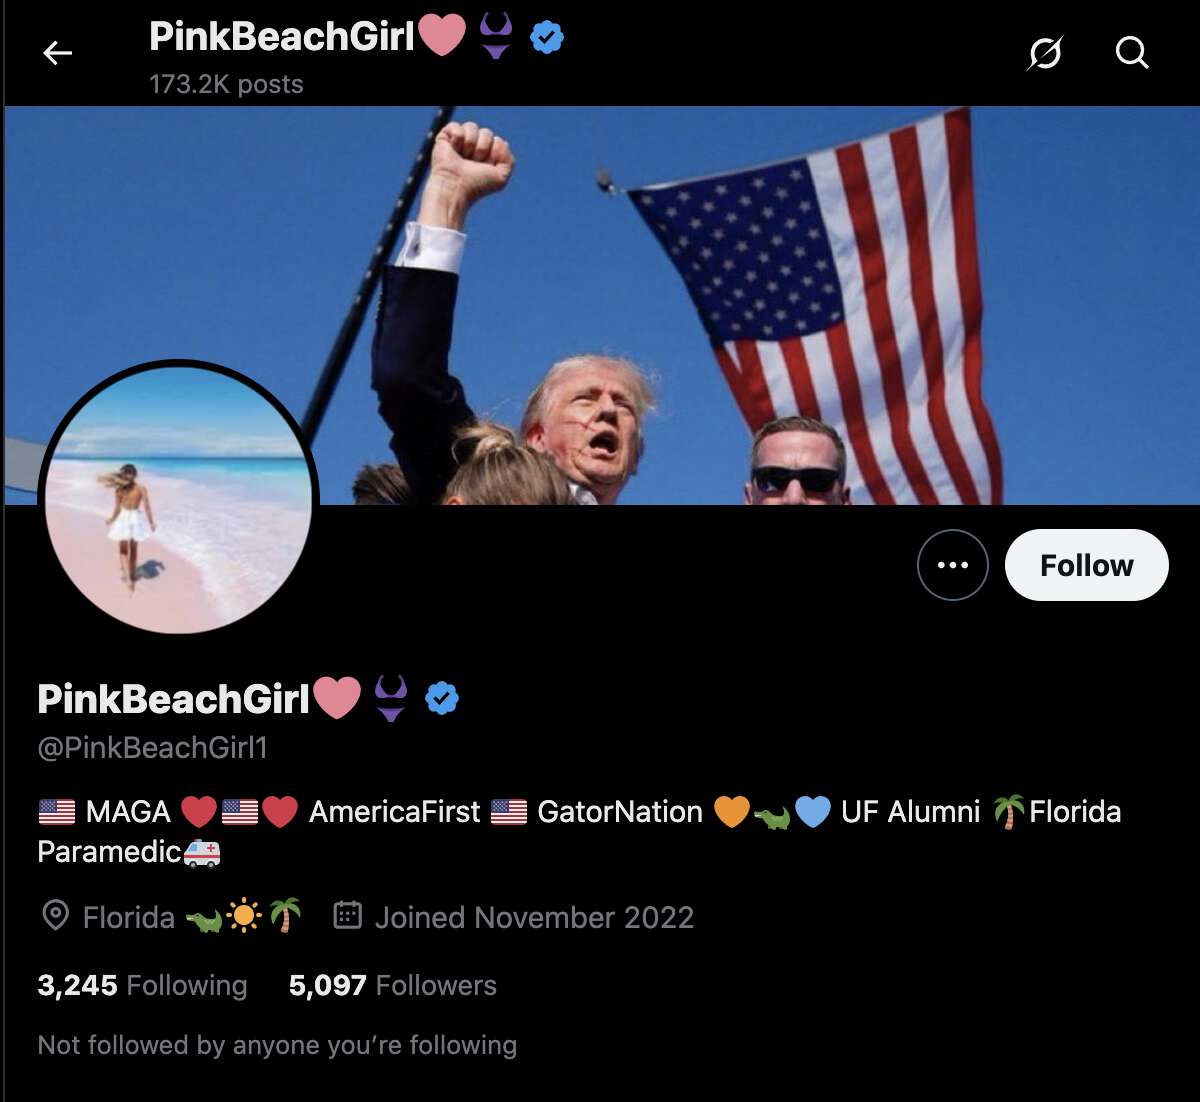 PinkBeachGirl🩷👙
173.2K posts
Follow
PinkBeachGirl🩷👙
@PinkBeachGirl1
🇺🇸 MAGA ❤️🇺🇸❤️ AmericaFirst 🇺🇸 GatorNation 🧡🐊💙 UF Alumni 🌴Florida
Paramedic🚑
Florida 🐊☀️🌴 Joined November 2022
3,245 Following 5,097 Followers
Not followed by anyone you’re following